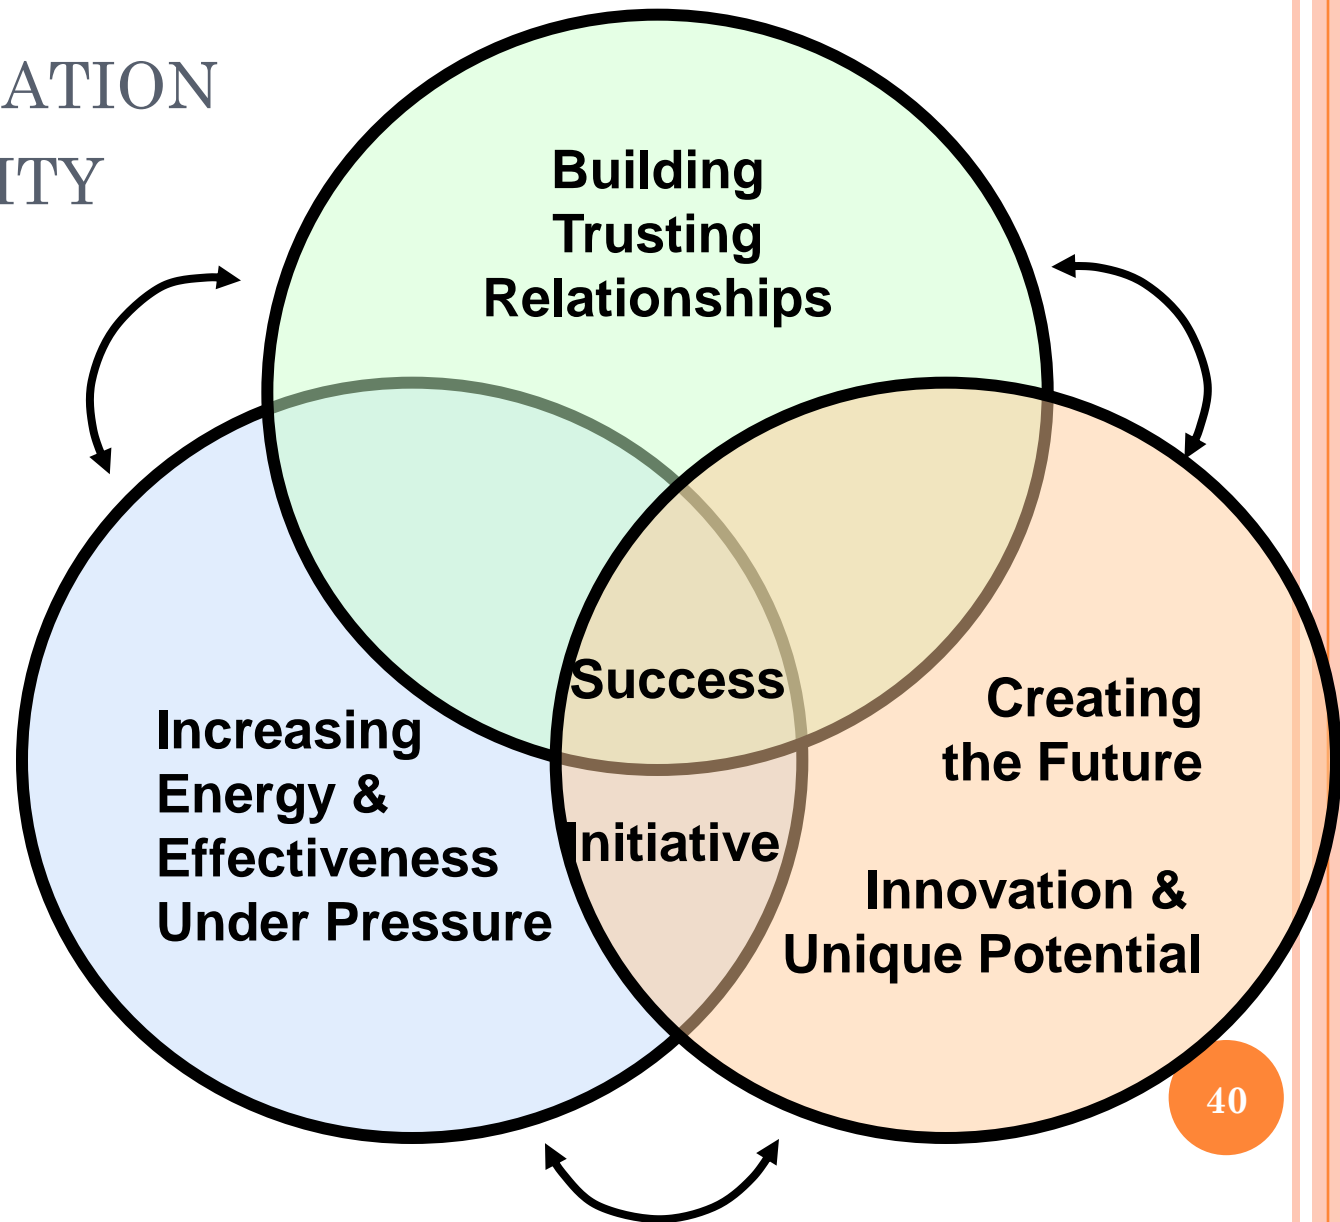 ATION
ITY
Building
Trusting
Relationships
Success
Initiative
Increasing
Energy &
Effectiveness
Under Pressure
Creating
the Future
Innovation &
Unique Potential
40